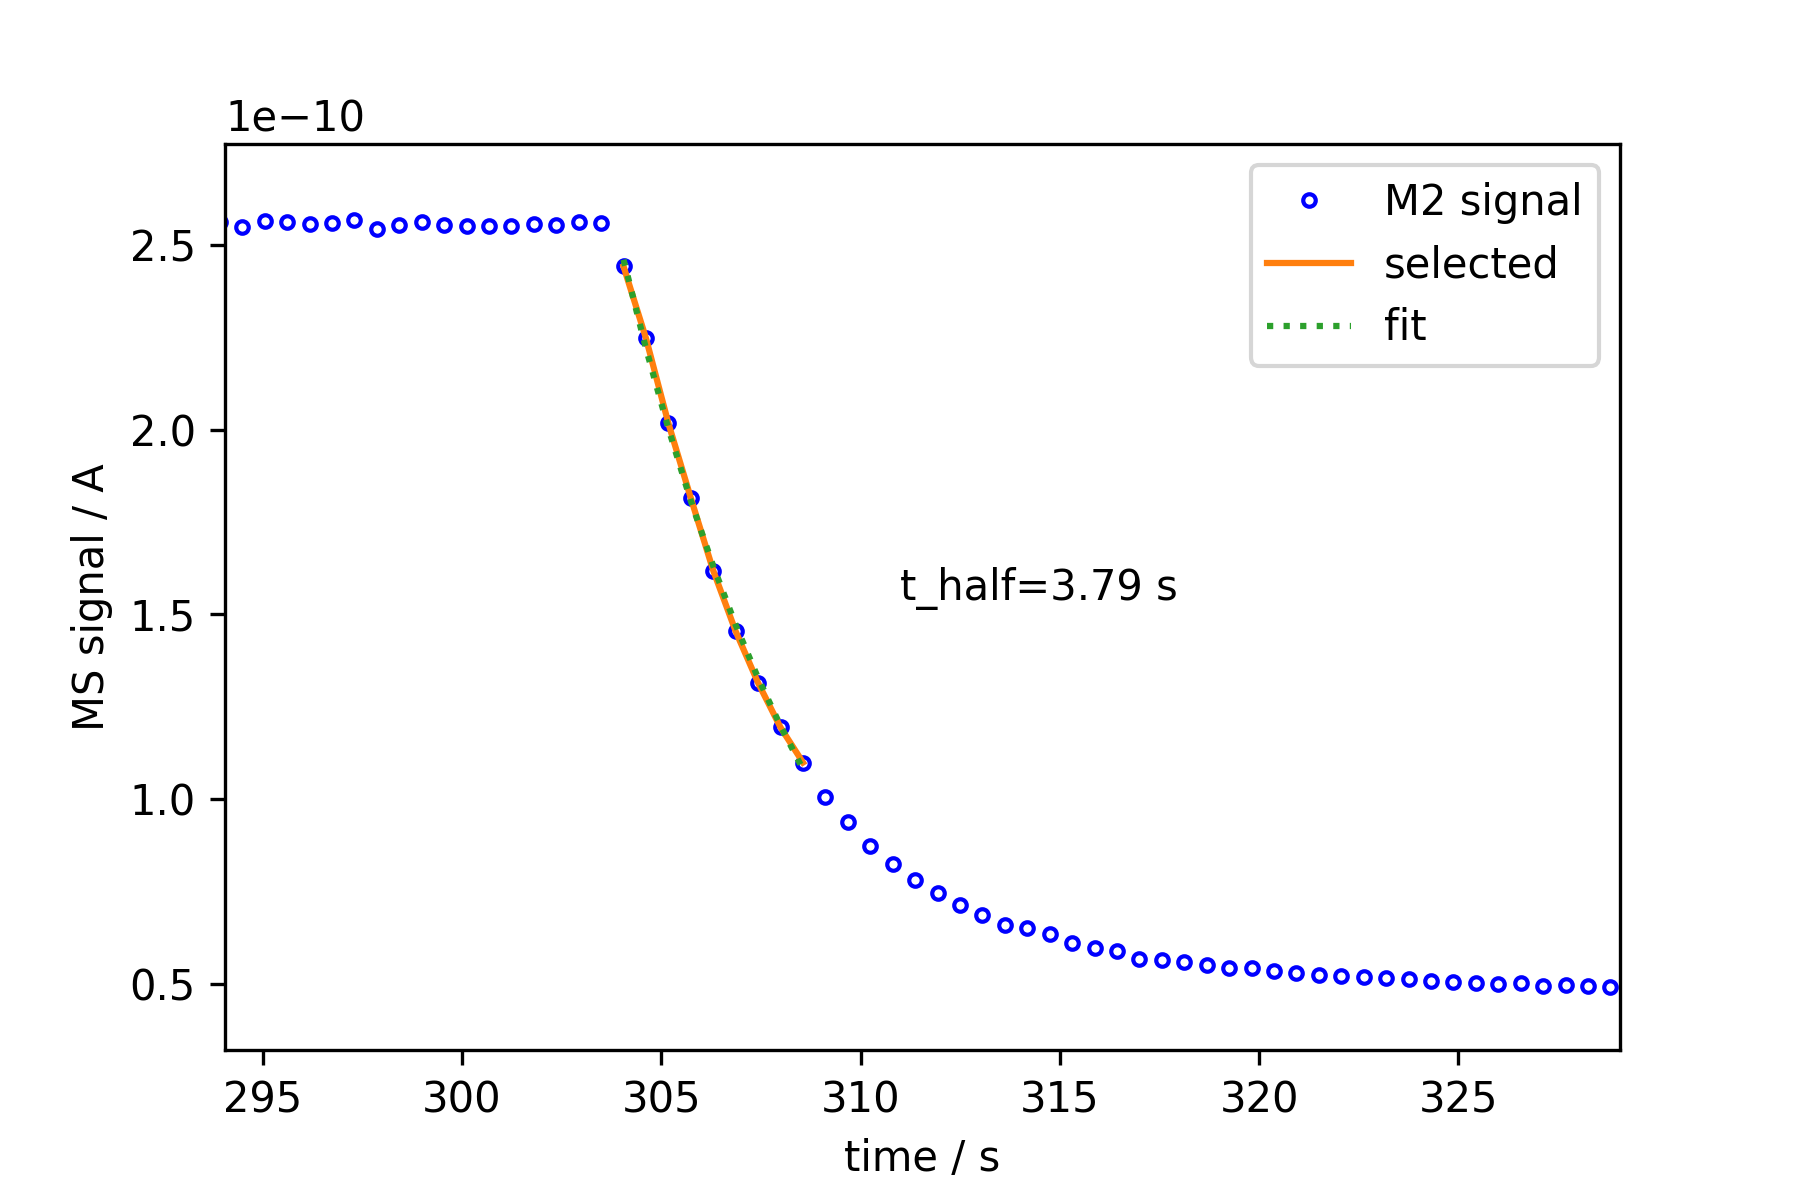 1e−10
M2 signal
selected
fit
2.5
2.0
1.5
1.0
0.5
MS signal / A
t_half=3.79 s
295 300 305 310 315 320 325
time / s